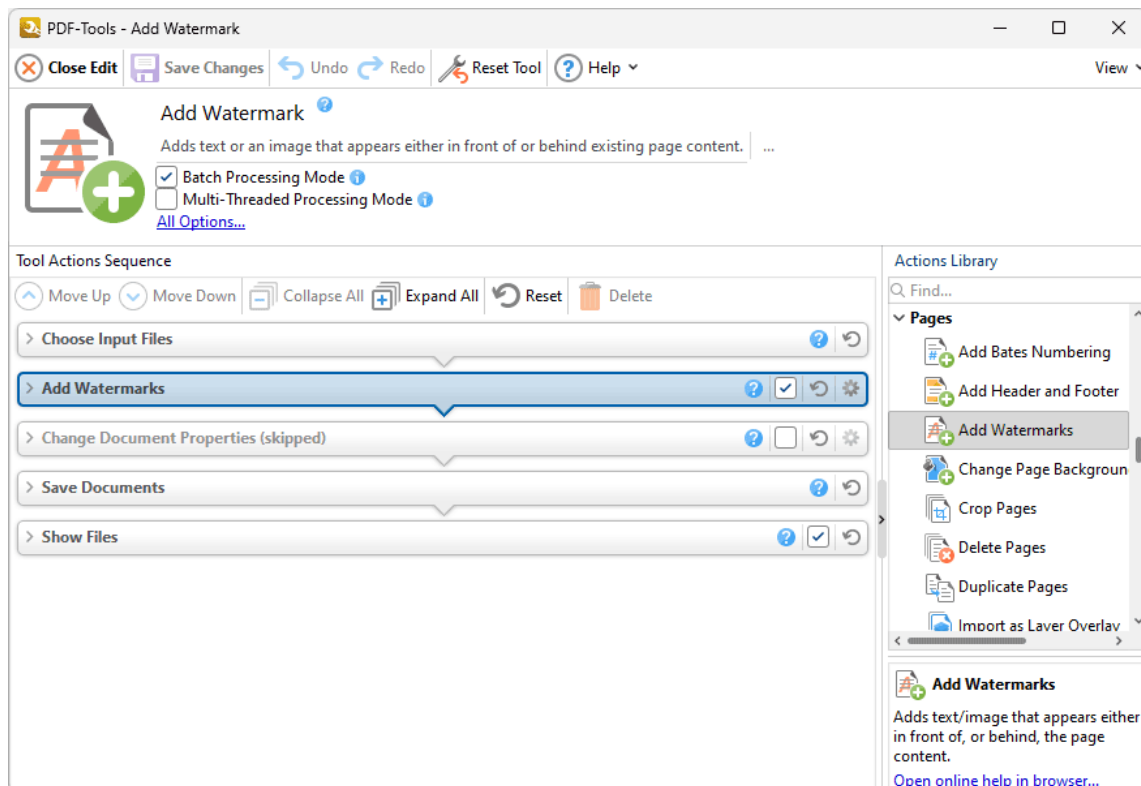 PDF-Tools - Add Watermark
Close Edit Save Changes Undo Redo Reset Tool ? Help View
Add Watermark ?
Adds text or an image that appears either in front of or behind existing page content. ...
Batch Processing Mode i
Multi-Threaded Processing Mode i
All Options...
Tool Actions Sequence
Move Up Move Down Collapse All Expand All Reset Delete
Choose Input Files ?
Add Watermarks ?
Change Document Properties (skipped) ?
Save Documents ?
Show Files ?
Actions Library
Find...
Pages
Add Bates Numbering
Add Header and Footer
Add Watermarks
Change Page Backgroun
Crop Pages
Delete Pages
Duplicate Pages
Import as Layer Overlay
Add Watermarks
Adds text/image that appears either
in front of, or behind, the page
content.
Open online help in browser...